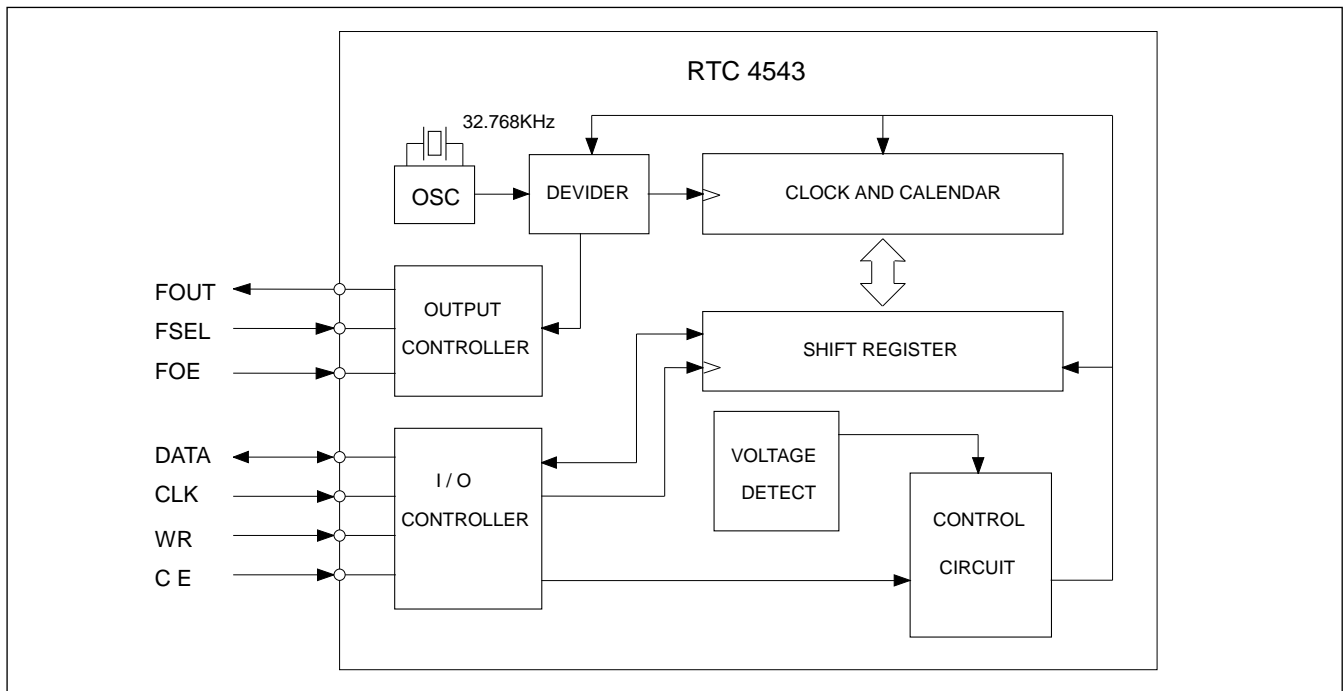 RTC 4543
32.768KHz
OSC
DEVIDER
CLOCK AND CALENDAR
FOUT
FSEL
FOE
OUTPUT
CONTROLLER
SHIFT REGISTER
DATA
CLK
WR
C E
I / O
CONTROLLER
VOLTAGE
DETECT
CONTROL
CIRCUIT